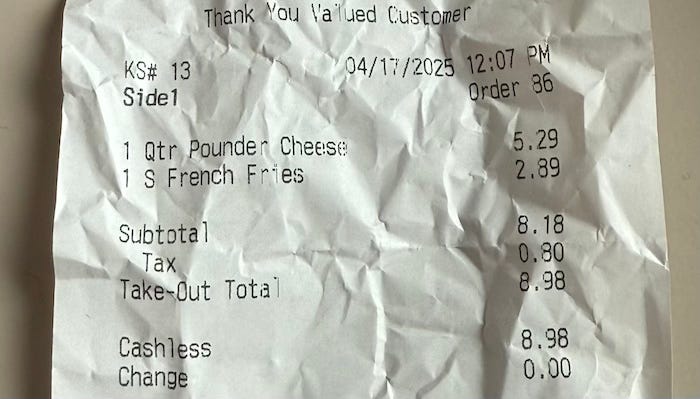 Thank You Valued Customer
KS# 13 04/17/2025 12:07 PM
Side1 Order 86
1 Qtr Pounder Cheese 5.29
1 S French Fries 2.89
Subtotal 8.18
Tax 0.80
Take-Out Total 8.98
Cashless 8.98
Change 0.00